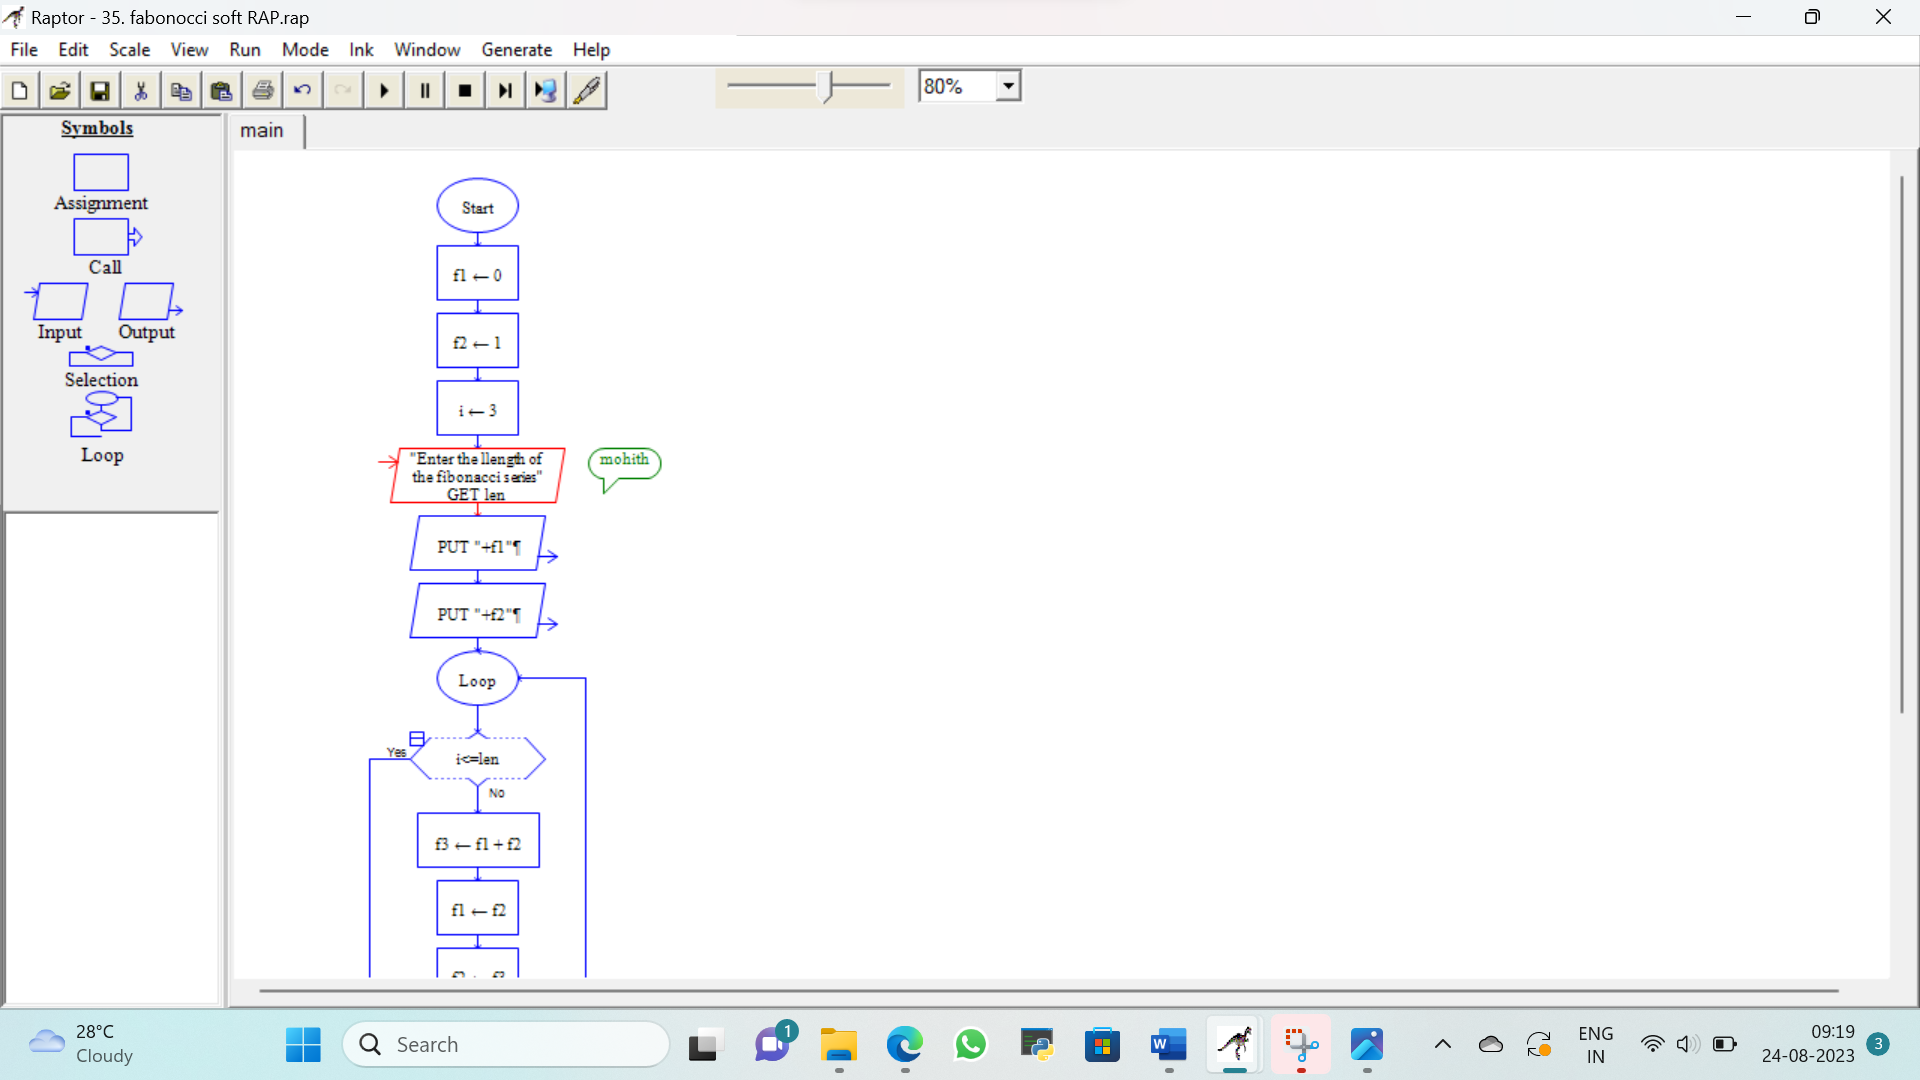 Raptor - 35. fabonocci soft RAP.rap
File Edit Scale View Run Mode Ink Window Generate Help
80%
Symbols
Assignment
Call
Input Output
Selection
Loop
main
Start
f1 ← 0
f2 ← 1
i ← 3
"Enter the llength of
the fibonacci series"
GET len
mohith
PUT "+f1"¶
PUT "+f2"¶
Loop
Yes
i<=len
No
f3 ← f1 + f2
f1 ← f2
28°C
Cloudy
Search
1
W
ENG
IN
09:19
24-08-2023
3